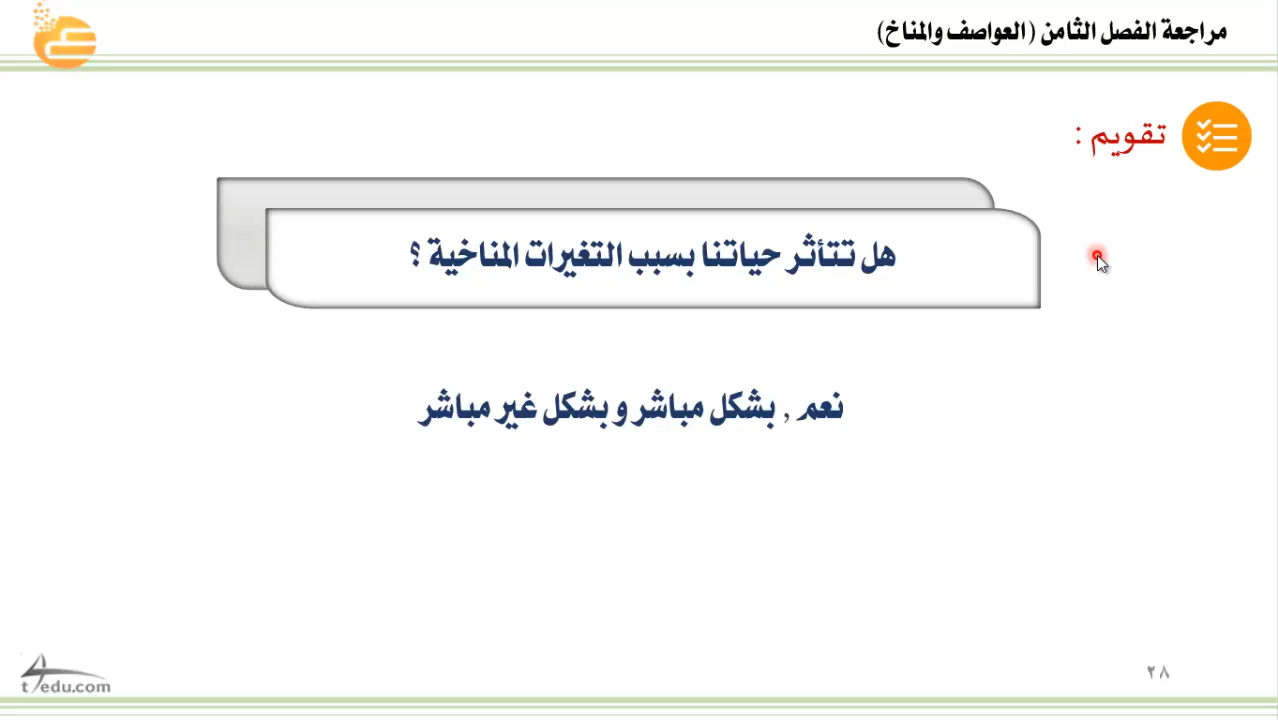 مراجعة الفصل الثامن (العواصف والمناخ)
تقويم :
هل تتأثر حياتنا بسبب التغيرات المناخية ؟
نعم , بشكل مباشر و بشكل غير مباشر
t4edu.com
٢٨